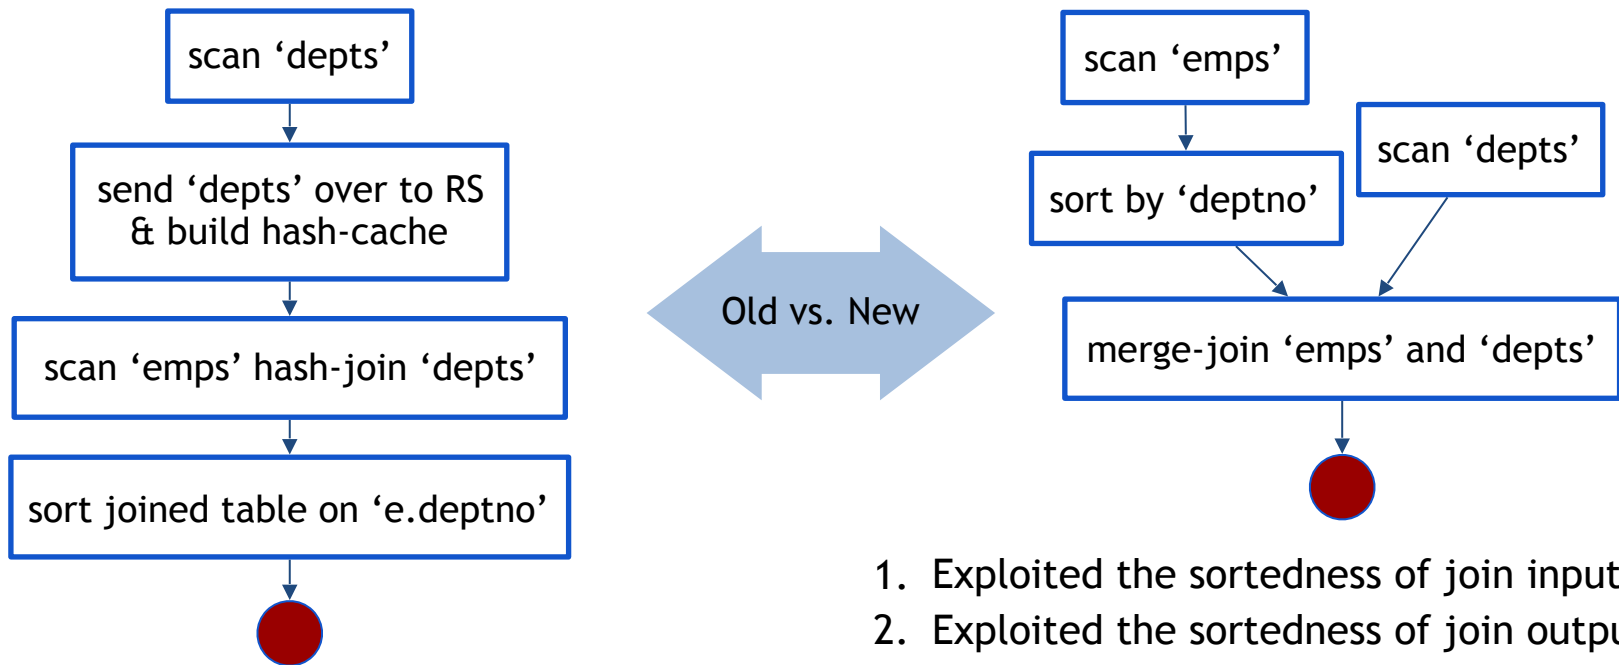 scan ‘depts’
send ‘depts’ over to RS
& build hash-cache
scan ‘emps’ hash-join ‘depts’
sort joined table on ‘e.deptno’
Old vs. New
scan ‘emps’
scan ‘depts’
sort by ‘deptno’
merge-join ‘emps’ and ‘depts’
1. Exploited the sortedness of join input
2. Exploited the sortedness of join outpu